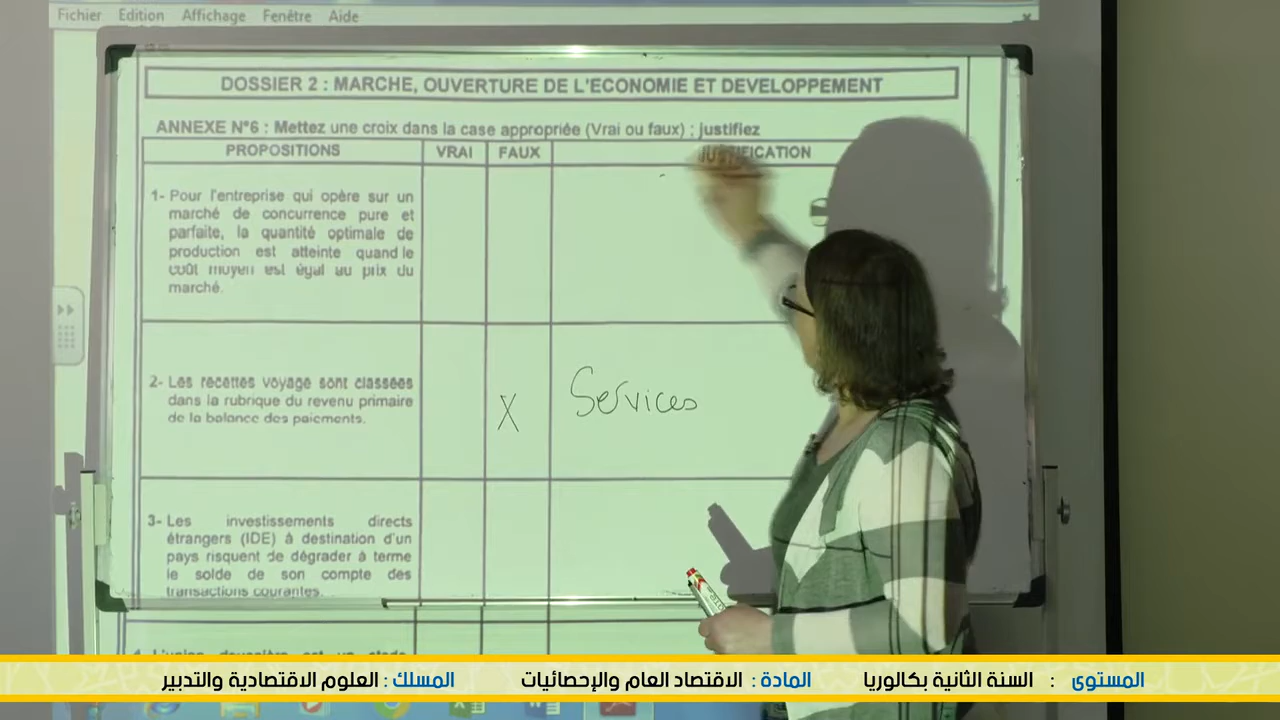 Fichier Edition Affichage Fenêtre Aide
DOSSIER 2 : MARCHE, OUVERTURE DE L'ECONOMIE ET DEVELOPPEMENT
ANNEXE N°6 : Mettez une croix dans la case appropriée (Vrai ou faux) ; justifiez
PROPOSITIONS VRAI FAUX JUSTIFICATION
1- Pour l'entreprise qui opère sur un
marché de concurrence pure et
parfaite, la quantité optimale de
production est atteinte quand le
coût moyen est égal au prix du
marché.
2- Les recettes voyage sont classées
dans la rubrique du revenu primaire
de la balance des paiements.
X Services
3- Les investissements directs
étrangers (IDE) à destination d'un
pays risquent de dégrader à terme
le solde de son compte des
transactions courantes.
المستوى : السنة الثانية بكالوريا المادة : الاقتصاد العام والإحصائيات المسلك : العلوم الاقتصادية والتدبير